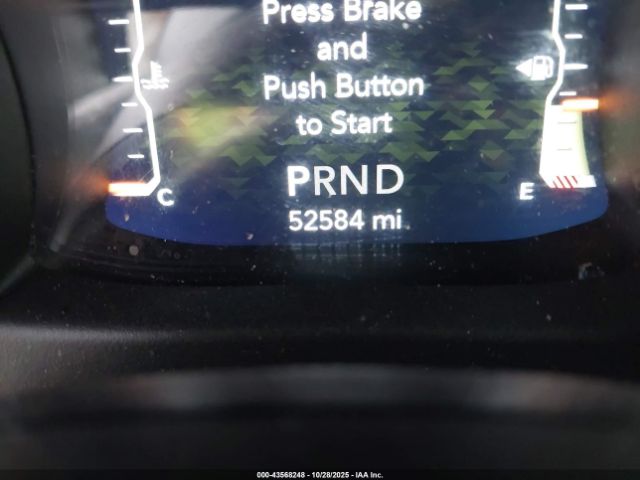 Press Brake
and
Push Button
to Start
PRND
C
E
52584 mi
000-43568248 - 10/28/2025 - IAA Inc.